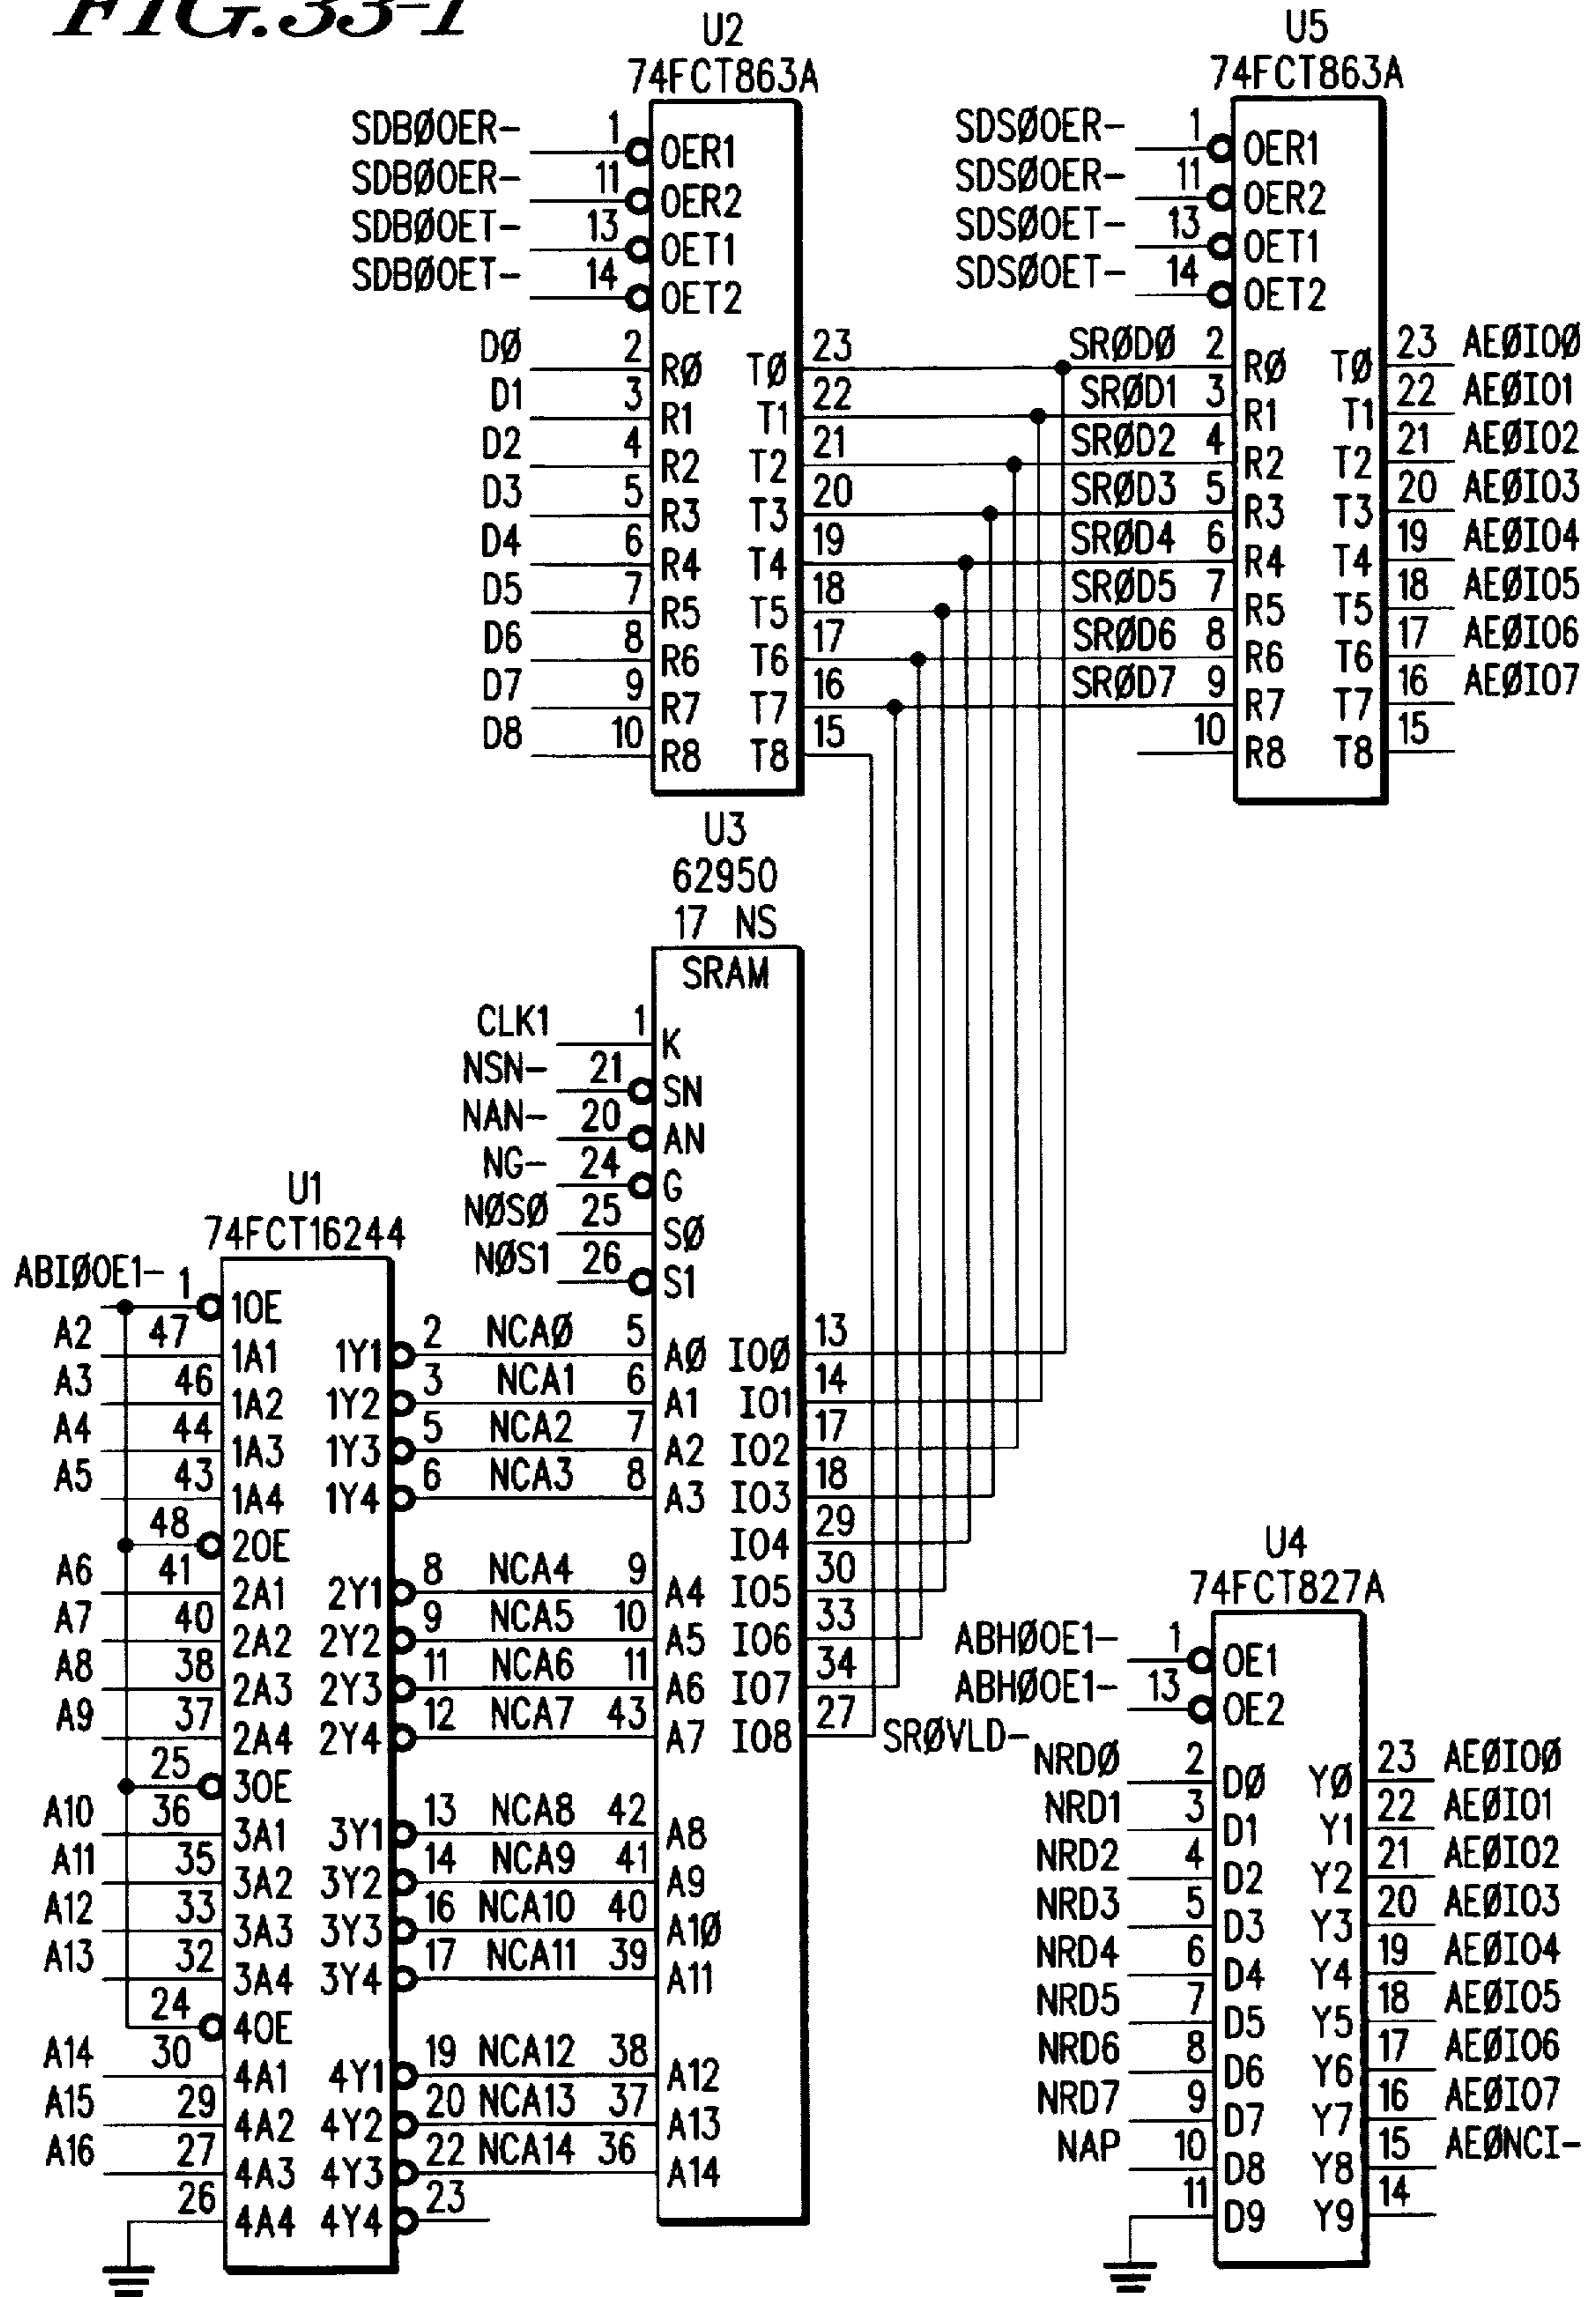 FIG.33-1
U2
74FCT863A
SDBØOER- 1 OER1
SDBØOER- 11 OER2
SDBØOET- 13 OET1
SDBØOET- 14 OET2
DØ 2 RØ TØ 23
D1 3 R1 T1 22
D2 4 R2 T2 21
D3 5 R3 T3 20
D4 6 R4 T4 19
D5 7 R5 T5 18
D6 8 R6 T6 17
D7 9 R7 T7 16
D8 10 R8 T8 15
U5
74FCT863A
SDSØOER- 1 OER1
SDSØOER- 11 OER2
SDSØOET- 13 OET1
SDSØOET- 14 OET2
SRØDØ 2 RØ TØ 23 AEØIOØ
SRØD1 3 R1 T1 22 AEØIO1
SRØD2 4 R2 T2 21 AEØIO2
SRØD3 5 R3 T3 20 AEØIO3
SRØD4 6 R4 T4 19 AEØIO4
SRØD5 7 R5 T5 18 AEØIO5
SRØD6 8 R6 T6 17 AEØIO6
SRØD7 9 R7 T7 16 AEØIO7
10 R8 T8 15
U3
62950
17 NS
SRAM
CLK1 1 K
NSN- 21 SN
NAN- 20 AN
NG- 24 G
NØSØ 25 SØ
NØS1 26 S1
NCAØ 5 AØ IOØ 13
NCA1 6 A1 IO1 14
NCA2 7 A2 IO2 17
NCA3 8 A3 IO3 18
IO4 29
NCA4 9 A4 IO5 30
NCA5 10 A5 IO6 33
NCA6 11 A6 IO7 34
NCA7 43 A7 IO8 27 SRØVLD-
NCA8 42 A8
NCA9 41 A9
NCA10 40 A1Ø
NCA11 39 A11
NCA12 38 A12
NCA13 37 A13
NCA14 36 A14
U1
74FCT16244
ABIØOE1- 1 1OE
A2 47 1A1 1Y1 2
A3 46 1A2 1Y2 3
A4 44 1A3 1Y3 5
A5 43 1A4 1Y4 6
48 2OE
A6 41 2A1 2Y1 8
A7 40 2A2 2Y2 9
A8 38 2A3 2Y3 11
A9 37 2A4 2Y4 12
25 3OE
A10 36 3A1 3Y1 13
A11 35 3A2 3Y2 14
A12 33 3A3 3Y3 16
A13 32 3A4 3Y4 17
24 4OE
A14 30 4A1 4Y1 19
A15 29 4A2 4Y2 20
A16 27 4A3 4Y3 22
26 4A4 4Y4 23
U4
74FCT827A
ABHØOE1- 1 OE1
ABHØOE1- 13 OE2
NRDØ 2 DØ YØ 23 AEØIOØ
NRD1 3 D1 Y1 22 AEØIO1
NRD2 4 D2 Y2 21 AEØIO2
NRD3 5 D3 Y3 20 AEØIO3
NRD4 6 D4 Y4 19 AEØIO4
NRD5 7 D5 Y5 18 AEØIO5
NRD6 8 D6 Y6 17 AEØIO6
NRD7 9 D7 Y7 16 AEØIO7
NAP 10 D8 Y8 15 AEØNCI-
11 D9 Y9 14